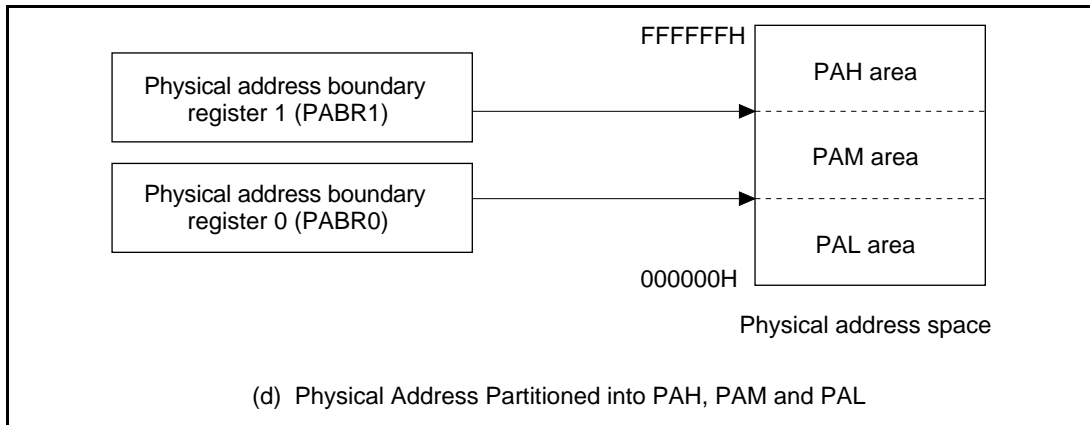 FFFFFFH
Physical address boundary
register 1 (PABR1)
PAH area
PAM area
Physical address boundary
register 0 (PABR0)
PAL area
000000H
Physical address space
(d) Physical Address Partitioned into PAH, PAM and PAL